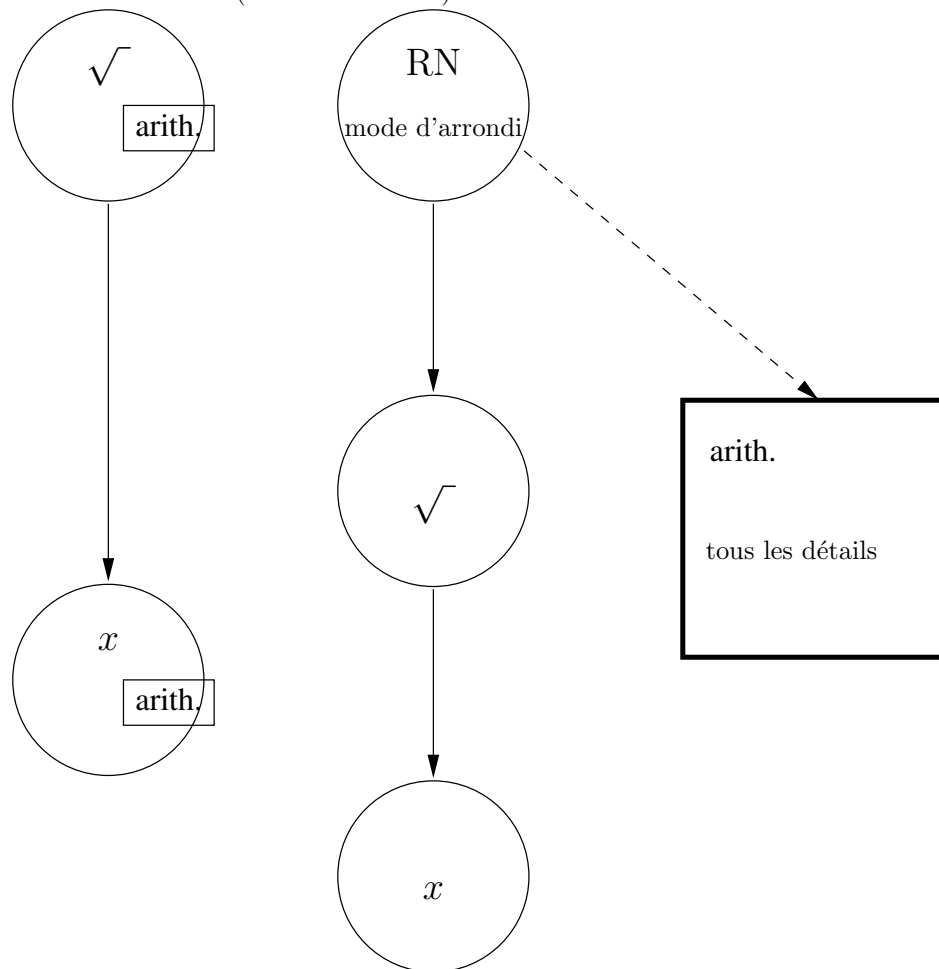 √
arith.
x
arith.
RN
mode d'arrondi
√
x
arith.
tous les détails